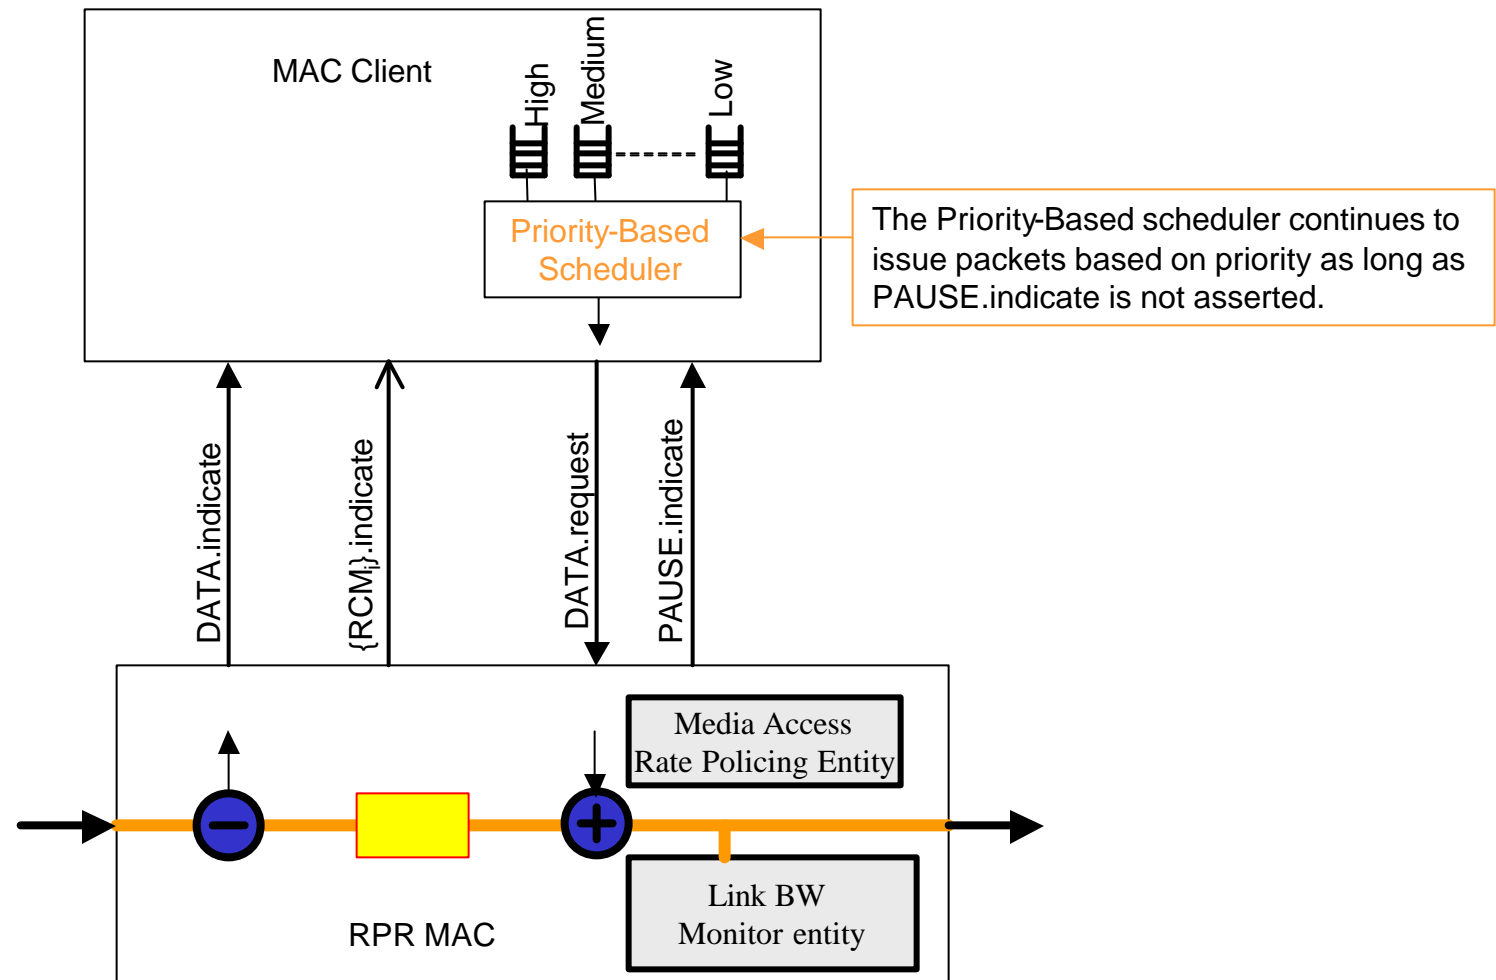 MAC Client
High
Medium
Low
Priority-Based
Scheduler
The Priority-Based scheduler continues to
issue packets based on priority as long as
PAUSE.indicate is not asserted.
DATA.indicate
{RCMi}.indicate
DATA.request
PAUSE.indicate
Media Access
Rate Policing Entity
Link BW
Monitor entity
RPR MAC